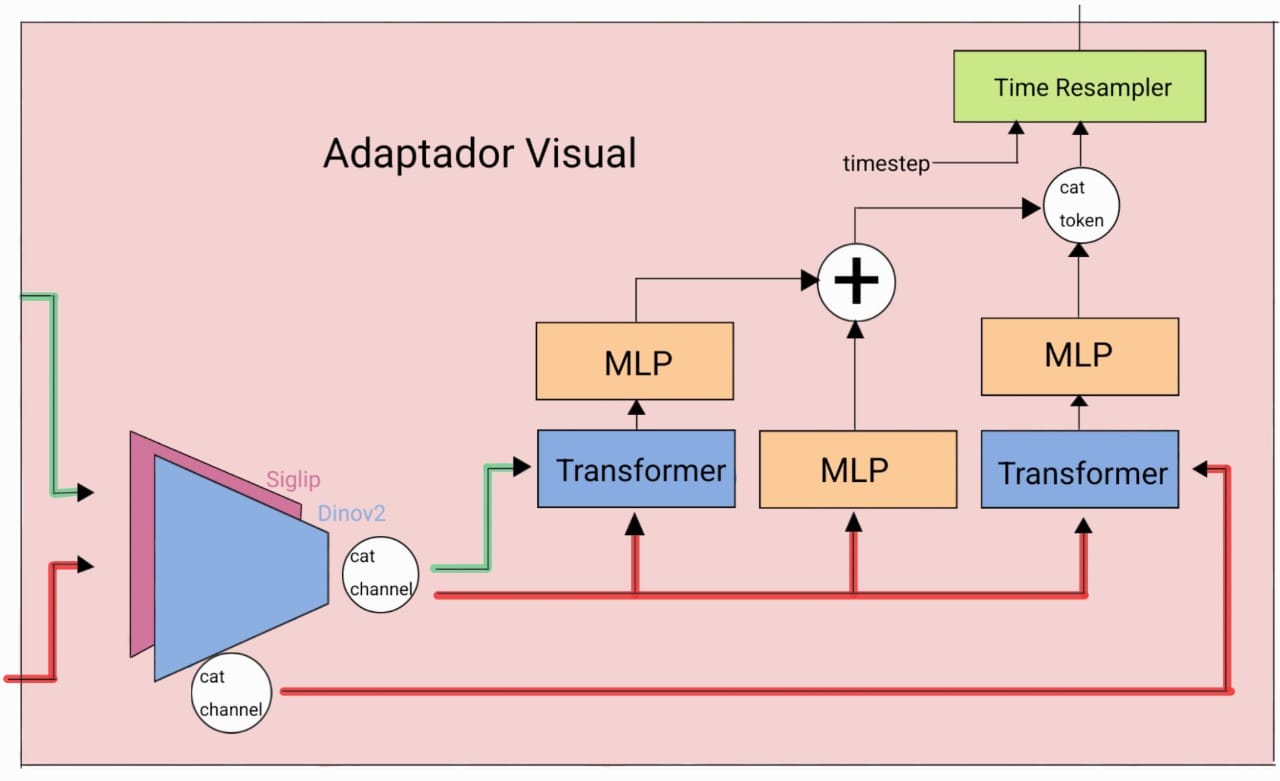 Time Resampler
Adaptador Visual
timestep
cat
token
MLP
MLP
Siglip
Dinov2
Transformer
MLP
Transformer
cat
channel
cat
channel